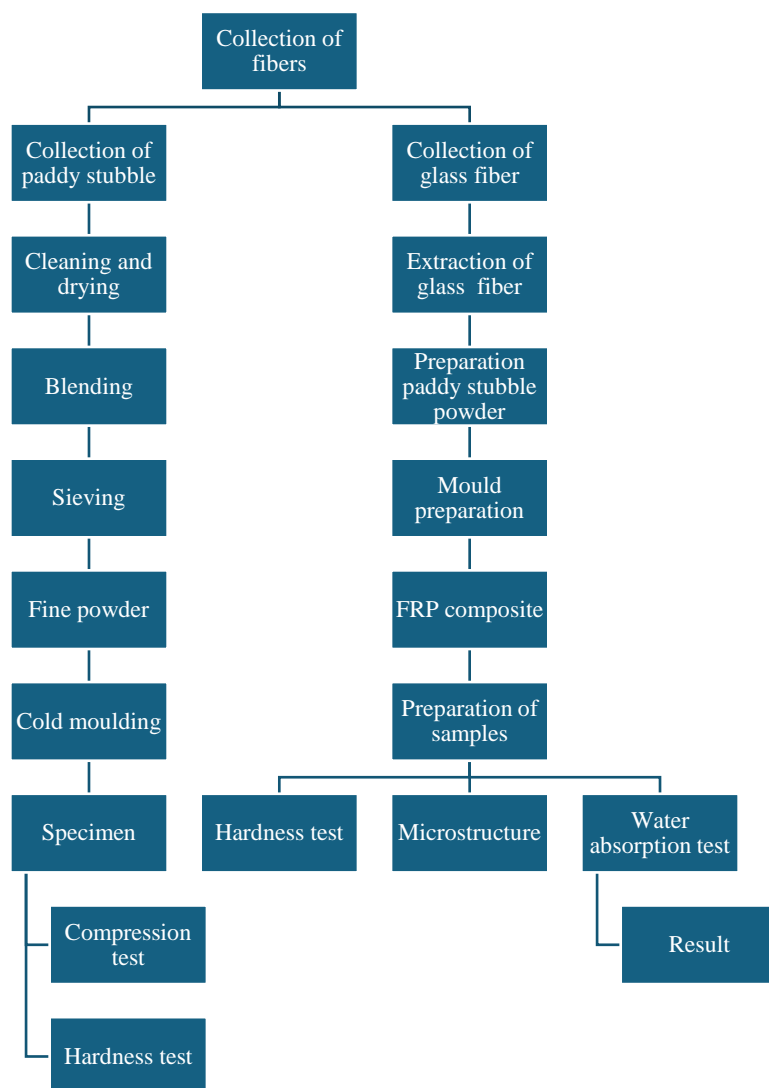 Collection of
fibers
Collection of
paddy stubble
Collection of
glass fiber
Cleaning and
drying
Extraction of
glass fiber
Blending
Preparation
paddy stubble
powder
Sieving
Mould
preparation
Fine powder
FRP composite
Cold moulding
Preparation of
samples
Specimen
Hardness test
Microstructure
Water
absorption test
Compression
test
Result
Hardness test